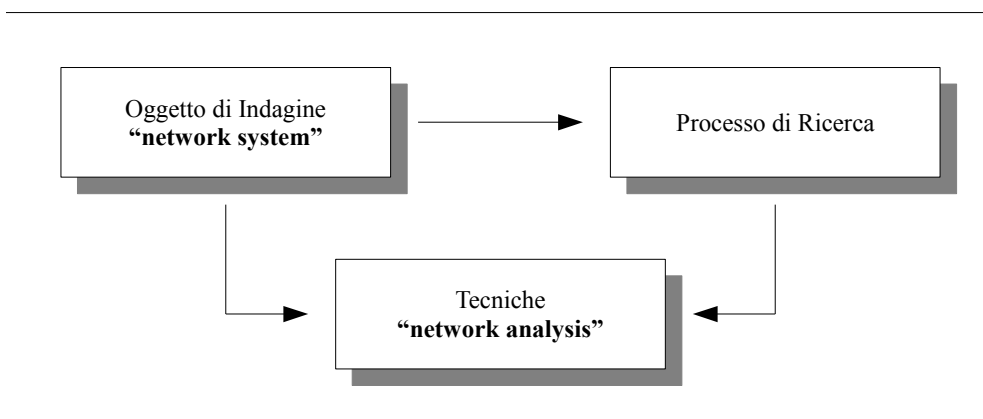 Oggetto di Indagine
“network system”
Processo di Ricerca
Tecniche
“network analysis”